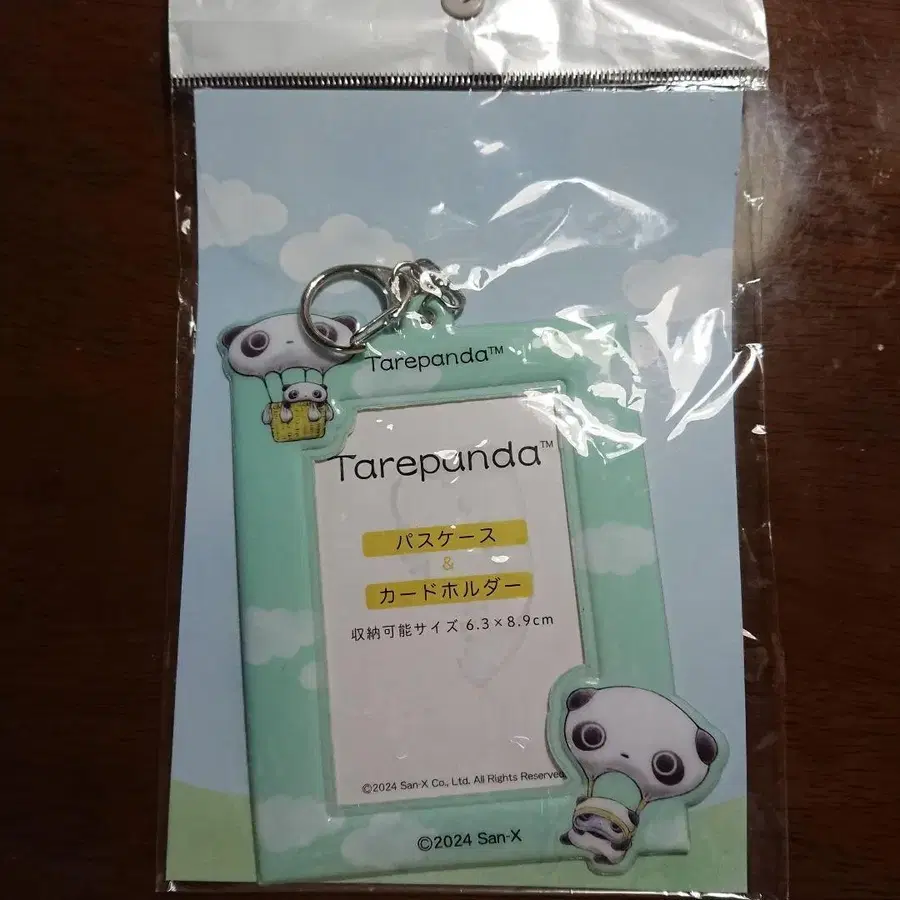 Tarepanda™
Tarepanda™
パスケース
&
カードホルダー
収納可能サイズ 6.3×8.9cm
©2024 San-X Co., Ltd. All Rights Reserved.
©2024 San-X